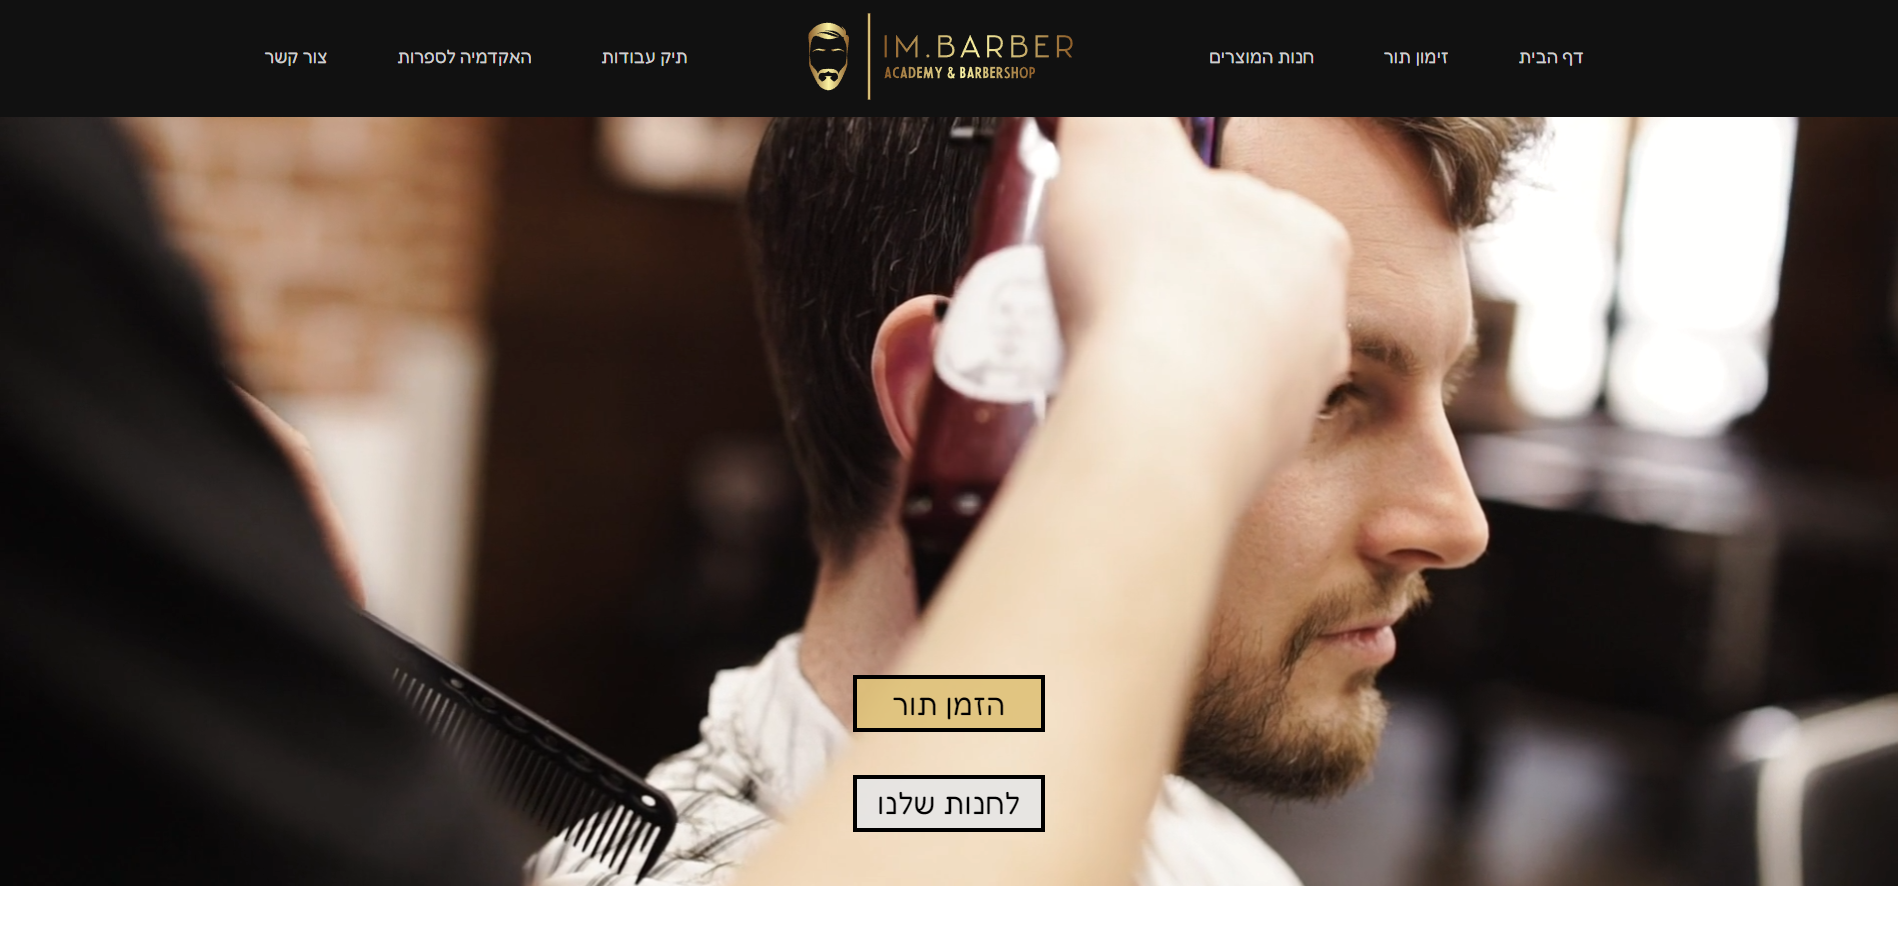 דף הבית
זימון תור
חנות המוצרים
IM.BARBER
ACADEMY & BARBERSHOP
תיק עבודות
האקדמיה לספרות
צור קשר
הזמן תור
לחנות שלנו